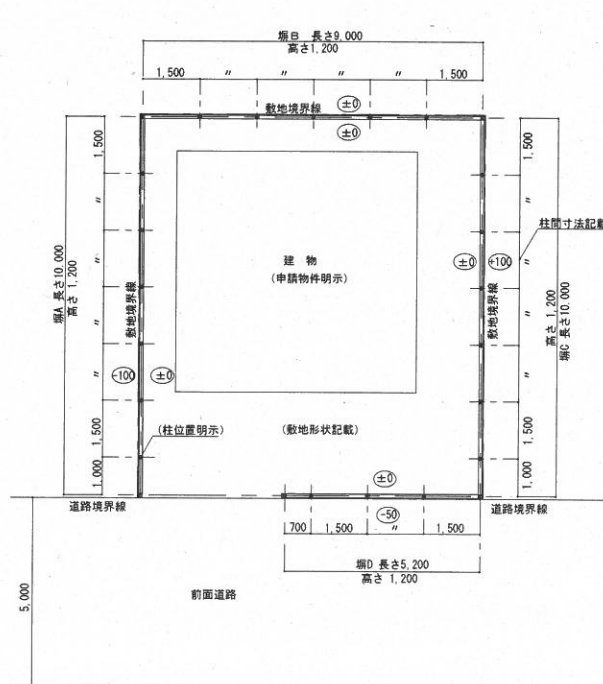 塀B 長さ9,000
高さ1,200
1,500 〃 〃 〃 〃 1,500
敷地境界線
±0
±0
1,500
〃
〃
〃
〃
1,500
1,000
塀A 長さ10,000
高さ 1,200
敷地境界線
-100
±0
建 物
(申請物件明示)
±0
+100
敷地境界線
柱間寸法記載
1,500
〃
〃
〃
〃
1,500
1,000
高さ 1,200
塀C 長さ10,000
(柱位置明示)
(敷地形状記載)
±0
-50
道路境界線
道路境界線
700 1,500 〃 1,500
塀D 長さ5,200
高さ 1,200
前面道路
5,000